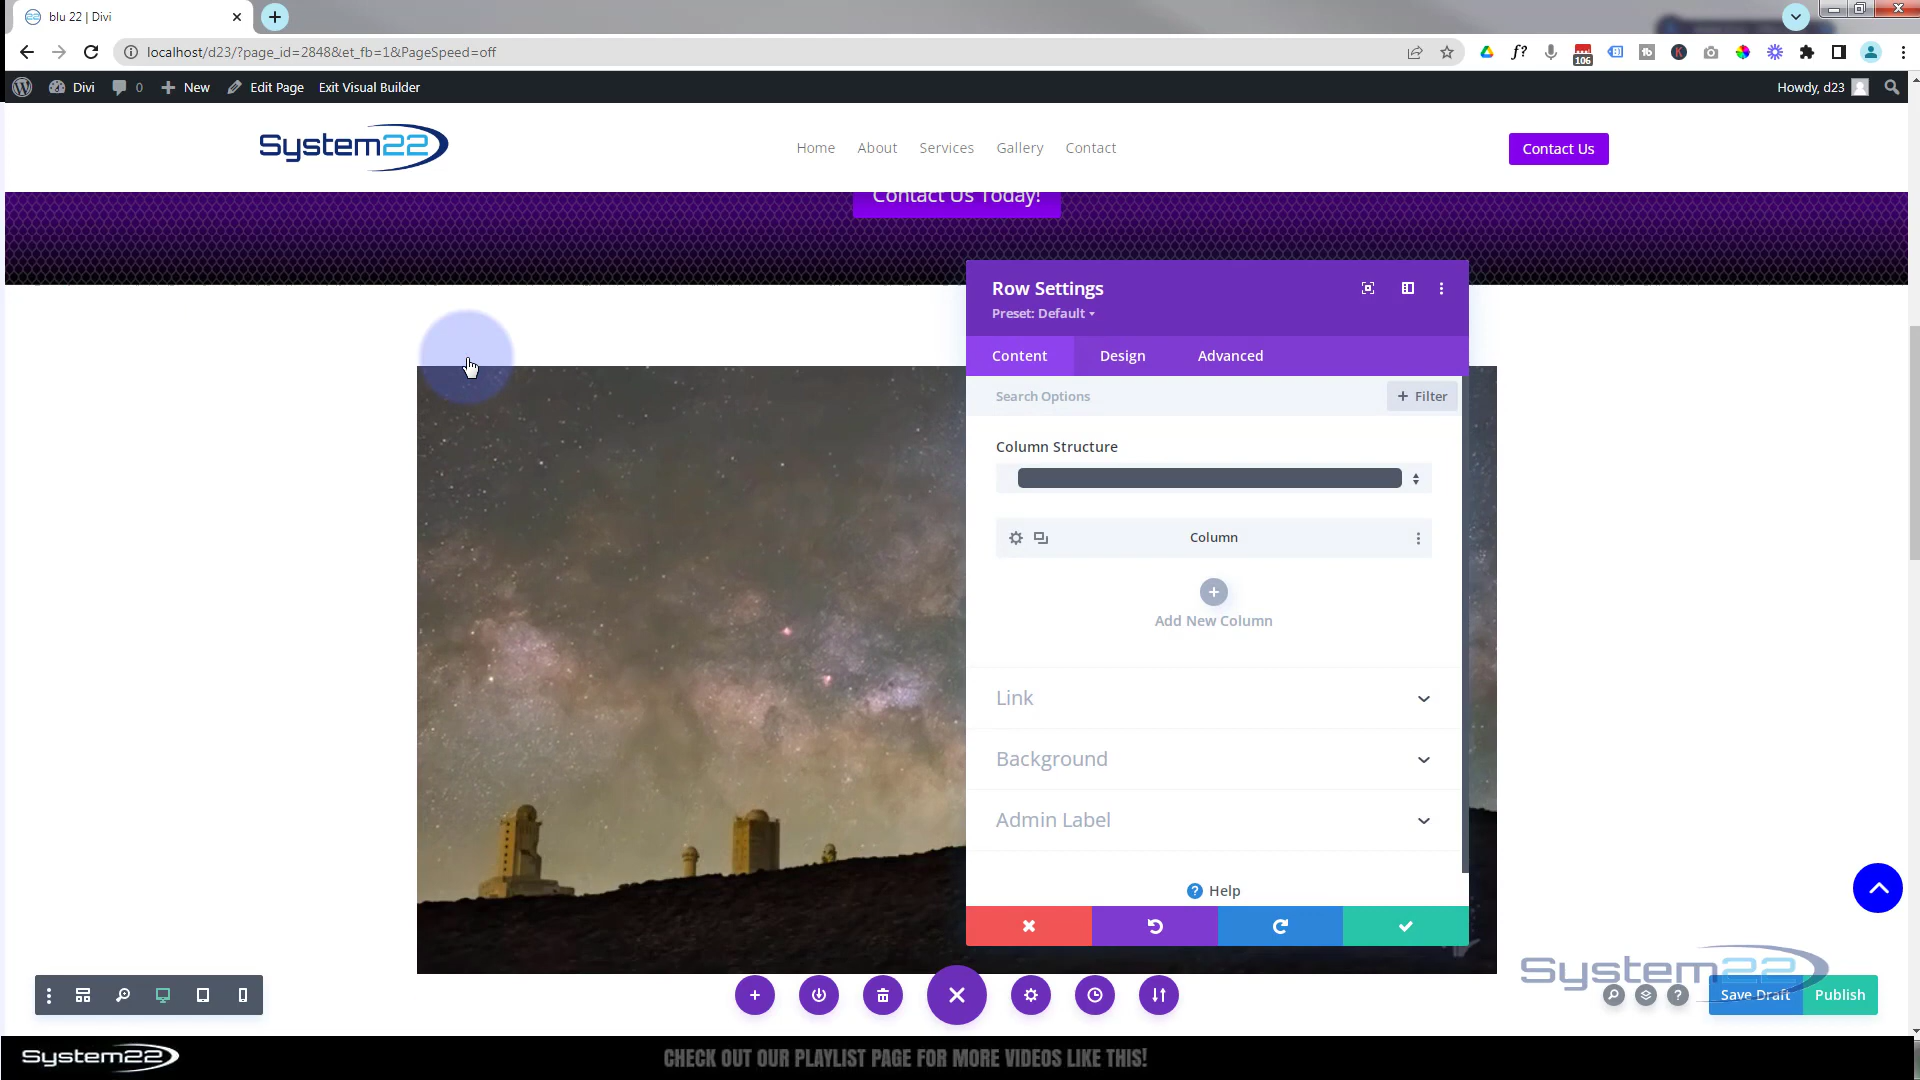 blu 22 | Divi
localhost/d23/?page_id=2848&et_fb=1&PageSpeed=off
f?
tb
K
106
Divi 0 New Edit Page Exit Visual Builder Howdy, d23
System22
Home About Services Gallery Contact
Contact Us
Contact Us Today!
Row Settings
Preset: Default
Content Design Advanced
Search Options
+ Filter
Column Structure
Column
Add New Column
Link
Background
Admin Label
? Help
System22
?
Save Draft
Publish
System22
CHECK OUT OUR PLAYLIST PAGE FOR MORE VIDEOS LIKE THIS!